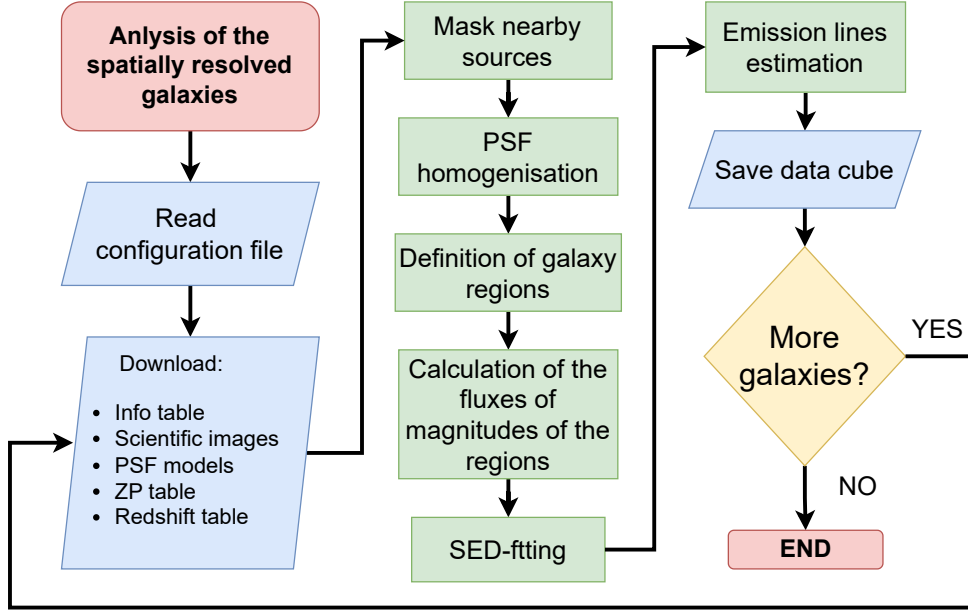 Anlysis of the
spatially resolved
galaxies
Read
configuration file
Download:
• Info table
• Scientific images
• PSF models
• ZP table
• Redshift table
Mask nearby
sources
PSF
homogenisation
Definition of galaxy
regions
Calculation of the
fluxes of
magnitudes of the
regions
SED-ftting
Emission lines
estimation
Save data cube
More
galaxies?
YES
NO
END